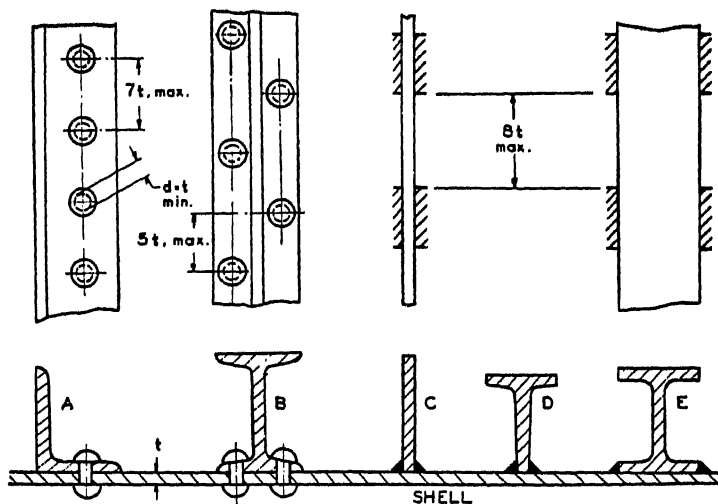 7t, max.
d=t
min.
5t, max.
8t
max.
A
B
C
D
E
t
SHELL